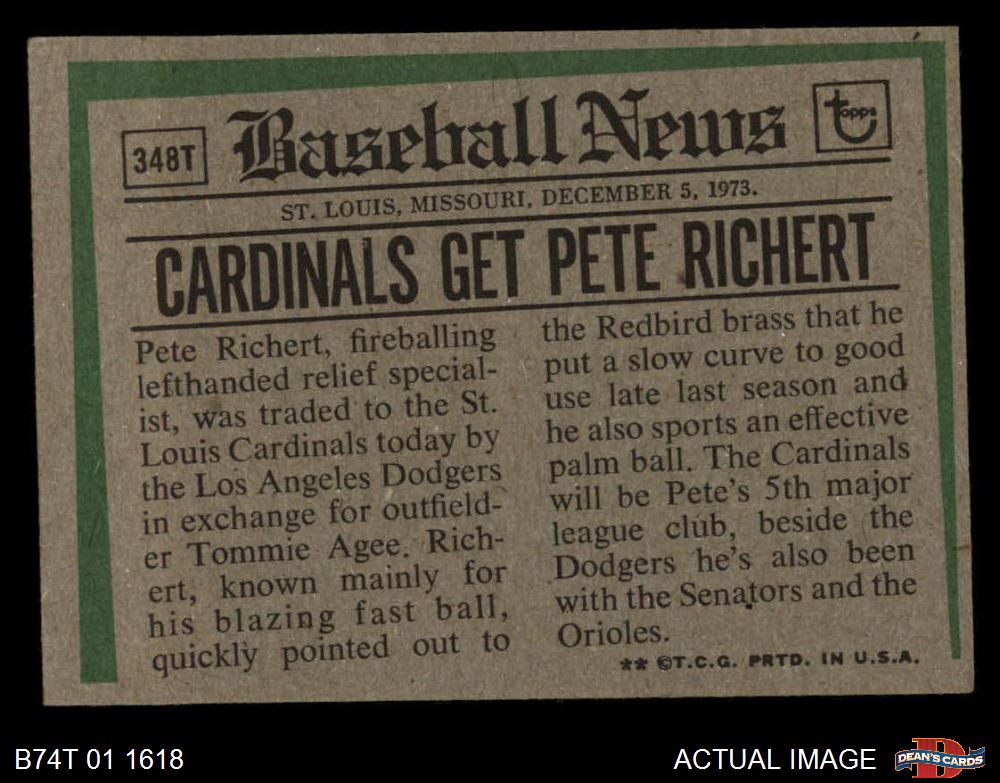 348T
Baseball News
topps
ST. LOUIS, MISSOURI, DECEMBER 5, 1973.
CARDINALS GET PETE RICHERT
Pete Richert, fireballing
lefthanded relief special-
ist, was traded to the St.
Louis Cardinals today by
the Los Angeles Dodgers
in exchange for outfield-
er Tommie Agee. Rich-
ert, known mainly for
his blazing fast ball,
quickly pointed out to
the Redbird brass that he
put a slow curve to good
use late last season and
he also sports an effective
palm ball. The Cardinals
will be Pete's 5th major
league club, beside the
Dodgers he's also been
with the Senators and the
Orioles.
** ©T.C.G. PRTD. IN U.S.A.
B74T 01 1618
ACTUAL IMAGE
D
DEAN'S CARDS